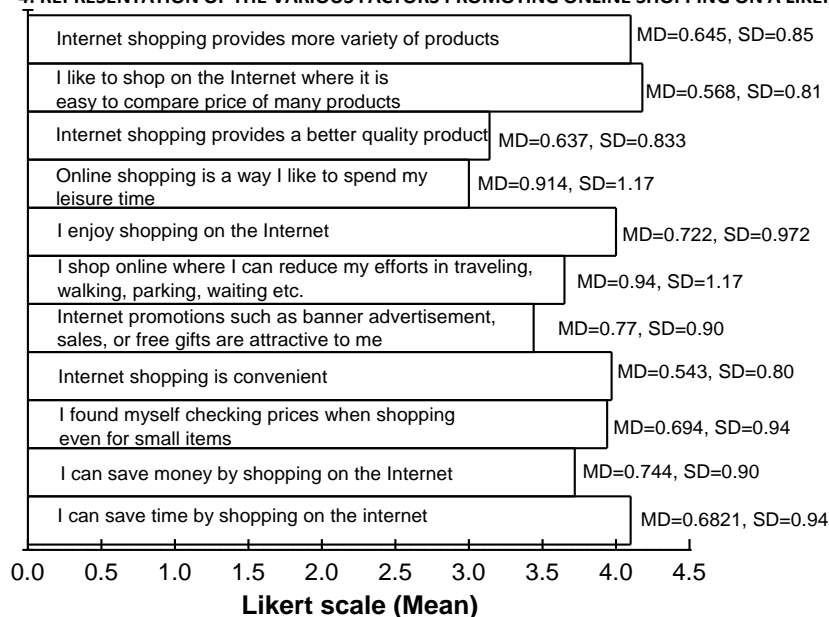 4. REPRESENTATION OF THE VARIOUS FACTORS PROMOTING ONLINE SHOPPING ON A
Internet shopping provides more variety of products
MD=0.645, SD=0.85
I like to shop on the Internet where it is
easy to compare price of many products
MD=0.568, SD=0.81
Internet shopping provides a better quality product
MD=0.637, SD=0.833
Online shopping is a way I like to spend my
leisure time
MD=0.914, SD=1.17
I enjoy shopping on the Internet
MD=0.722, SD=0.972
I shop online where I can reduce my efforts in traveling,
walking, parking, waiting etc.
MD=0.94, SD=1.17
Internet promotions such as banner advertisement,
sales, or free gifts are attractive to me
MD=0.77, SD=0.90
Internet shopping is convenient
MD=0.543, SD=0.80
I found myself checking prices when shopping
even for small items
MD=0.694, SD=0.94
I can save money by shopping on the Internet
MD=0.744, SD=0.90
I can save time by shopping on the internet
MD=0.6821, SD=0.94
0.0 0.5 1.0 1.5 2.0 2.5 3.0 3.5 4.0 4.5
Likert scale (Mean)